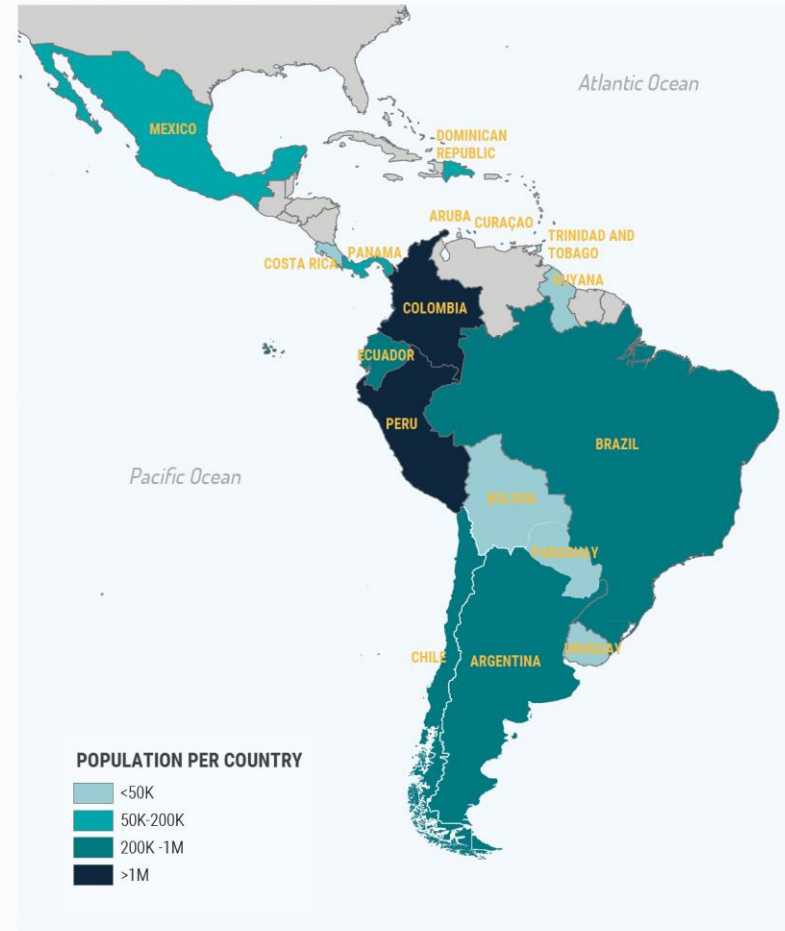 Atlantic Ocean
MEXICO
DOMINICAN
REPUBLIC
ARUBA
CURAÇAO
TRINIDAD AND
TOBAGO
PANAMA
COSTA RICA
GUYANA
COLOMBIA
ECUADOR
PERU
BRAZIL
Pacific Ocean
BOLIVIA
PARAGUAY
URUGUAY
CHILE
ARGENTINA
POPULATION PER COUNTRY
<50K
50K-200K
200K -1M
>1M